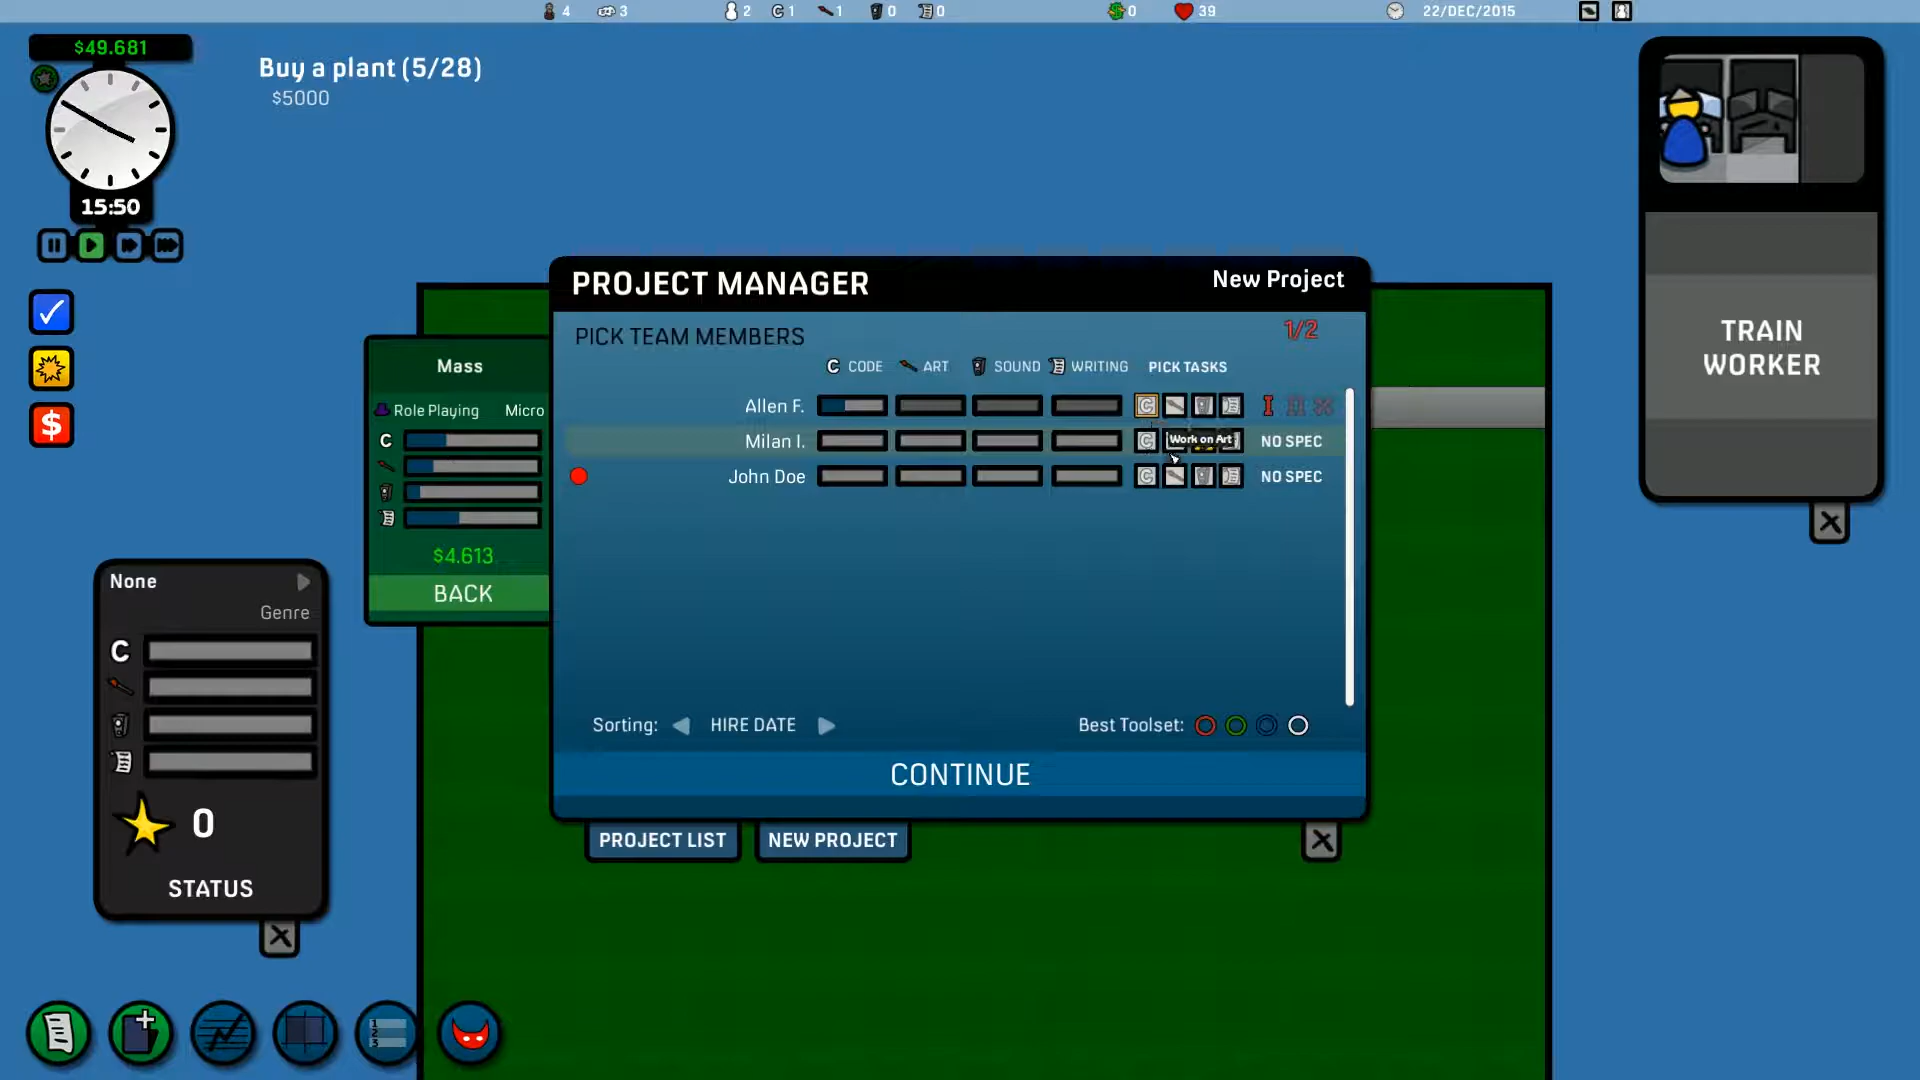 4 3 2 C 1 1 0 0 0 39 22/DEC/2015
$49.681
Buy a plant (5/28)
$5000
15:50
PROJECT MANAGER New Project
PICK TEAM MEMBERS 1/2
C CODE ART SOUND WRITING PICK TASKS
Allen F. C I II
Milan I. C Work on Art NO SPEC
John Doe C NO SPEC
Sorting: HIRE DATE Best Toolset:
CONTINUE
PROJECT LIST NEW PROJECT X
Mass
Role Playing Micro
C
$4.613
BACK
TRAIN
WORKER
X
None
Genre
C
0
STATUS
X
$